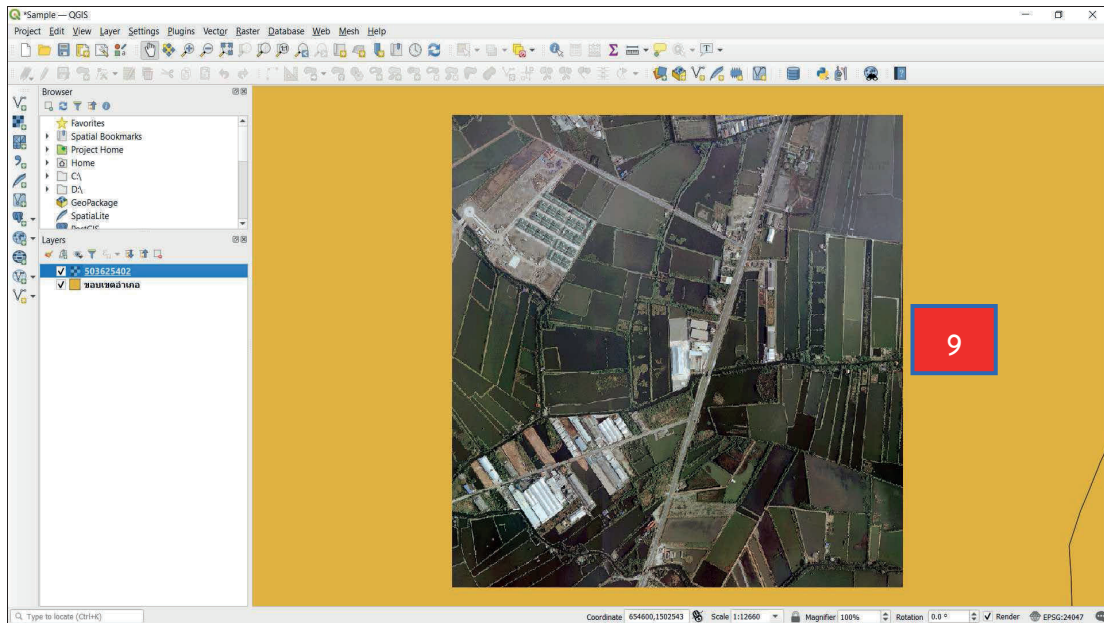 *Sample — QGIS
Project Edit View Layer Settings Plugins Vector Raster Database Web Mesh Help
Browser
Favorites
Spatial Bookmarks
Project Home
Home
C:\
D:\
GeoPackage
SpatiaLite
PostGIS
Layers
503625402
ขอบเขตอำเภอ
9
Type to locate (Ctrl+K)
Coordinate 654600,1502543 Scale 1:12660 Magnifier 100% Rotation 0.0 ° Render EPSG:24047